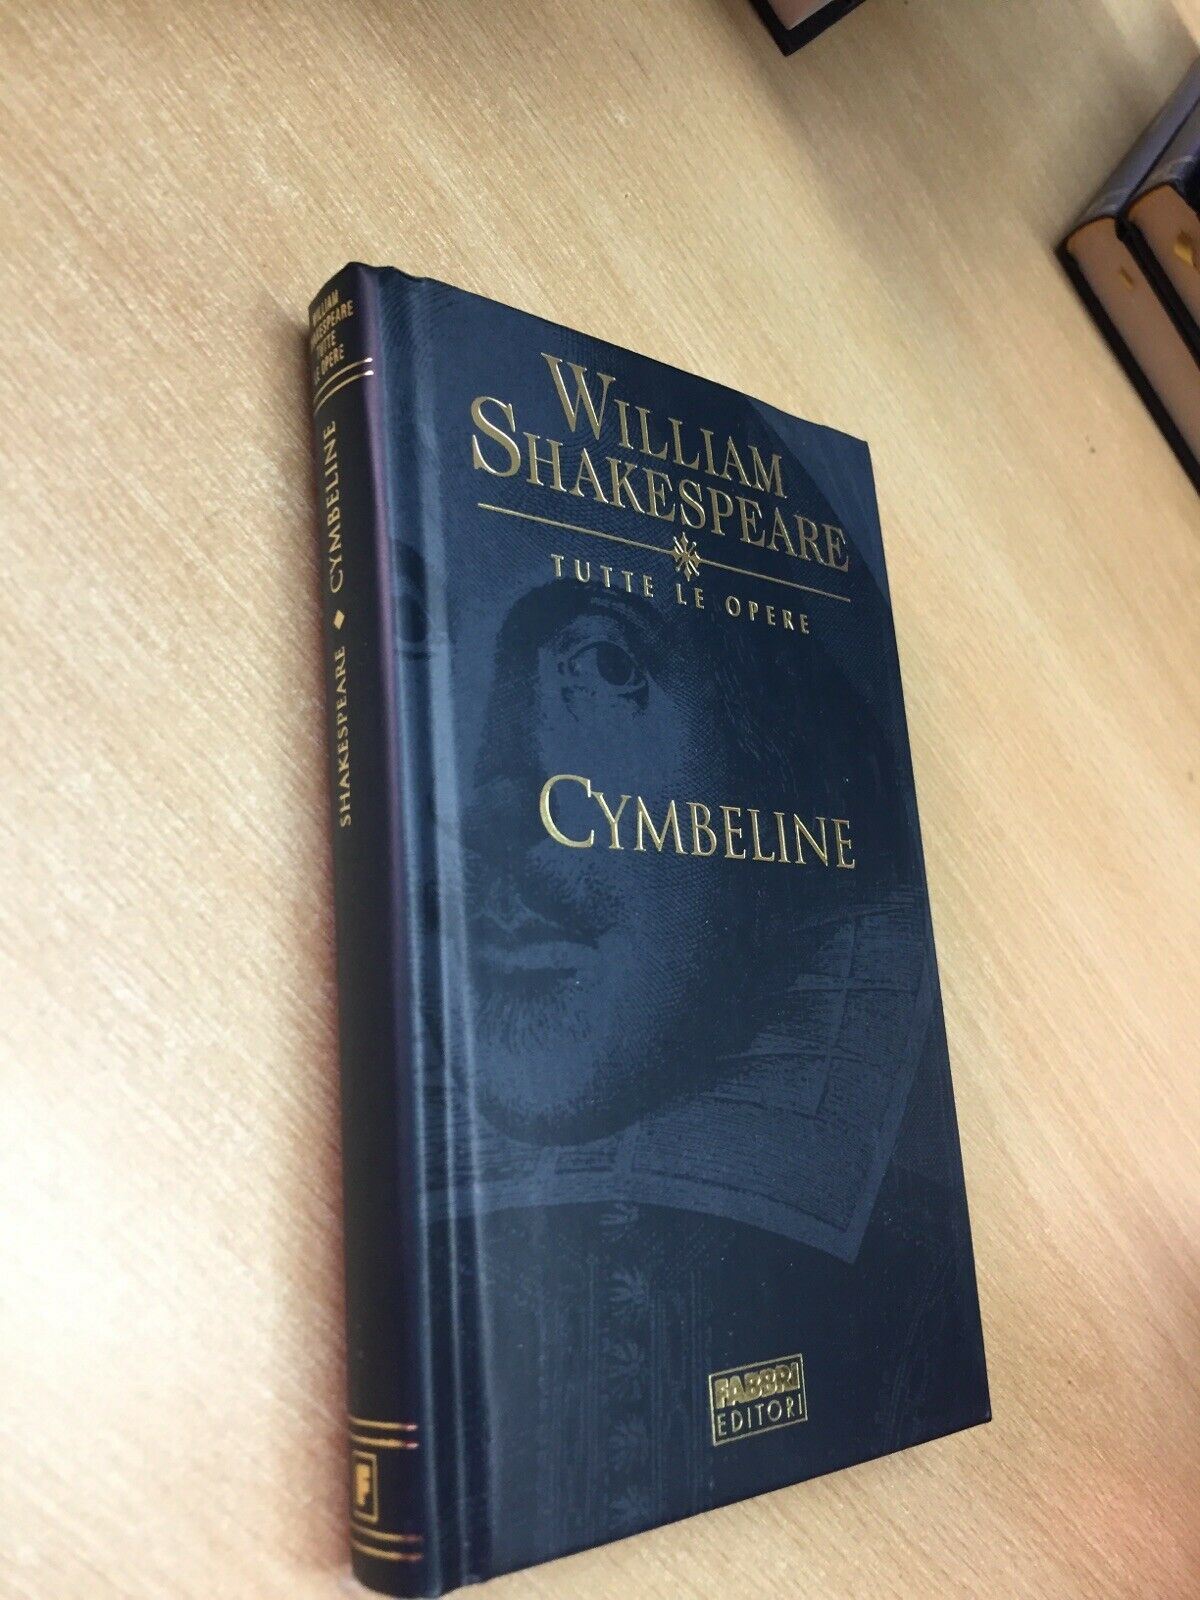 WILLIAM
SHAKESPEARE
TUTTE
LE OPERE
SHAKESPEARE ◆ CYMBELINE
F
WILLIAM
SHAKESPEARE
TUTTE LE OPERE
CYMBELINE
FABBRI
EDITORI